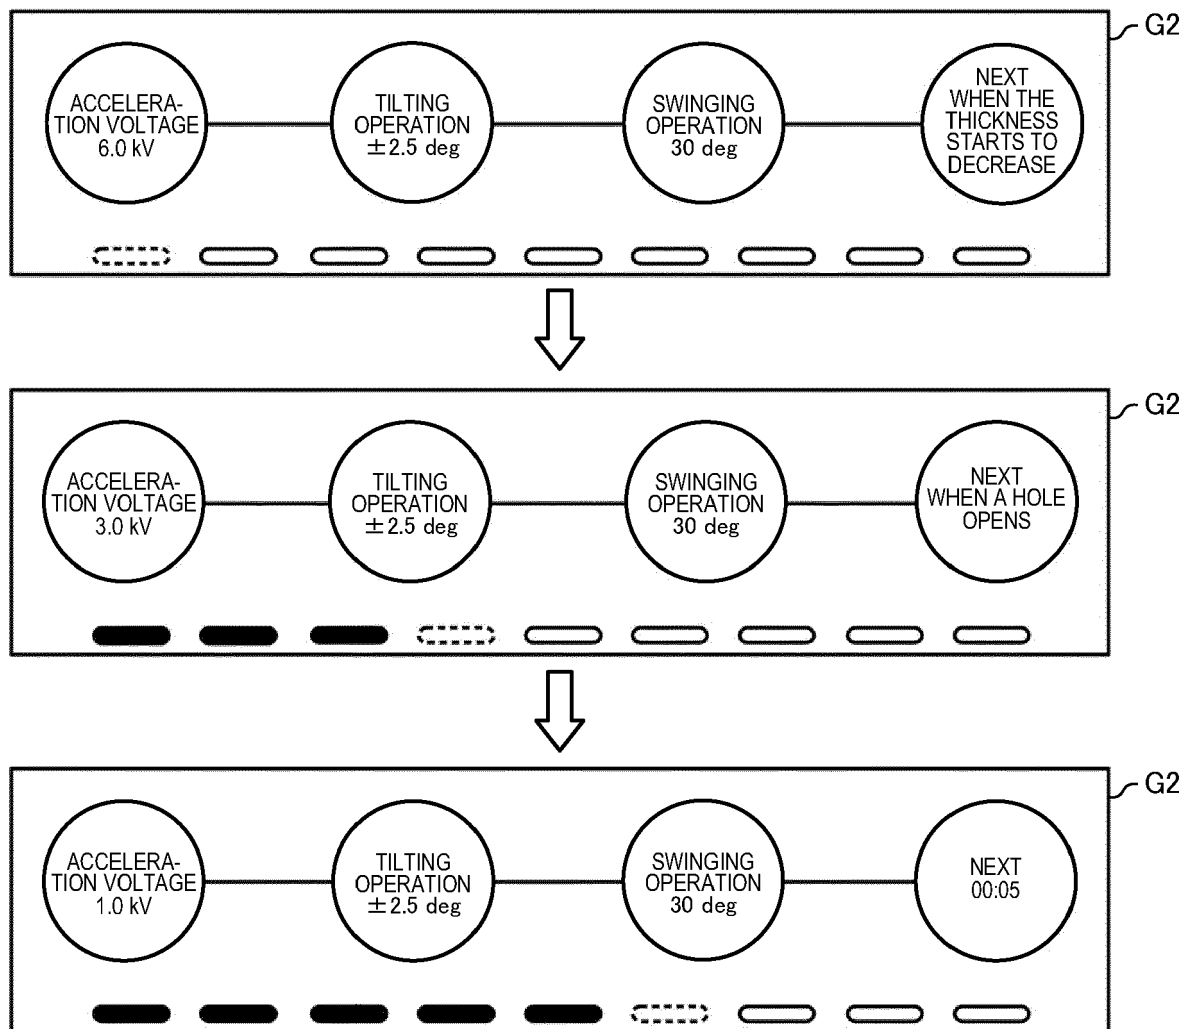 G2
ACCELERA-
TION VOLTAGE
6.0 kV
TILTING
OPERATION
±2.5 deg
SWINGING
OPERATION
30 deg
NEXT
WHEN THE
THICKNESS
STARTS TO
DECREASE
G2
ACCELERA-
TION VOLTAGE
3.0 kV
TILTING
OPERATION
±2.5 deg
SWINGING
OPERATION
30 deg
NEXT
WHEN A HOLE
OPENS
G2
ACCELERA-
TION VOLTAGE
1.0 kV
TILTING
OPERATION
±2.5 deg
SWINGING
OPERATION
30 deg
NEXT
00:05